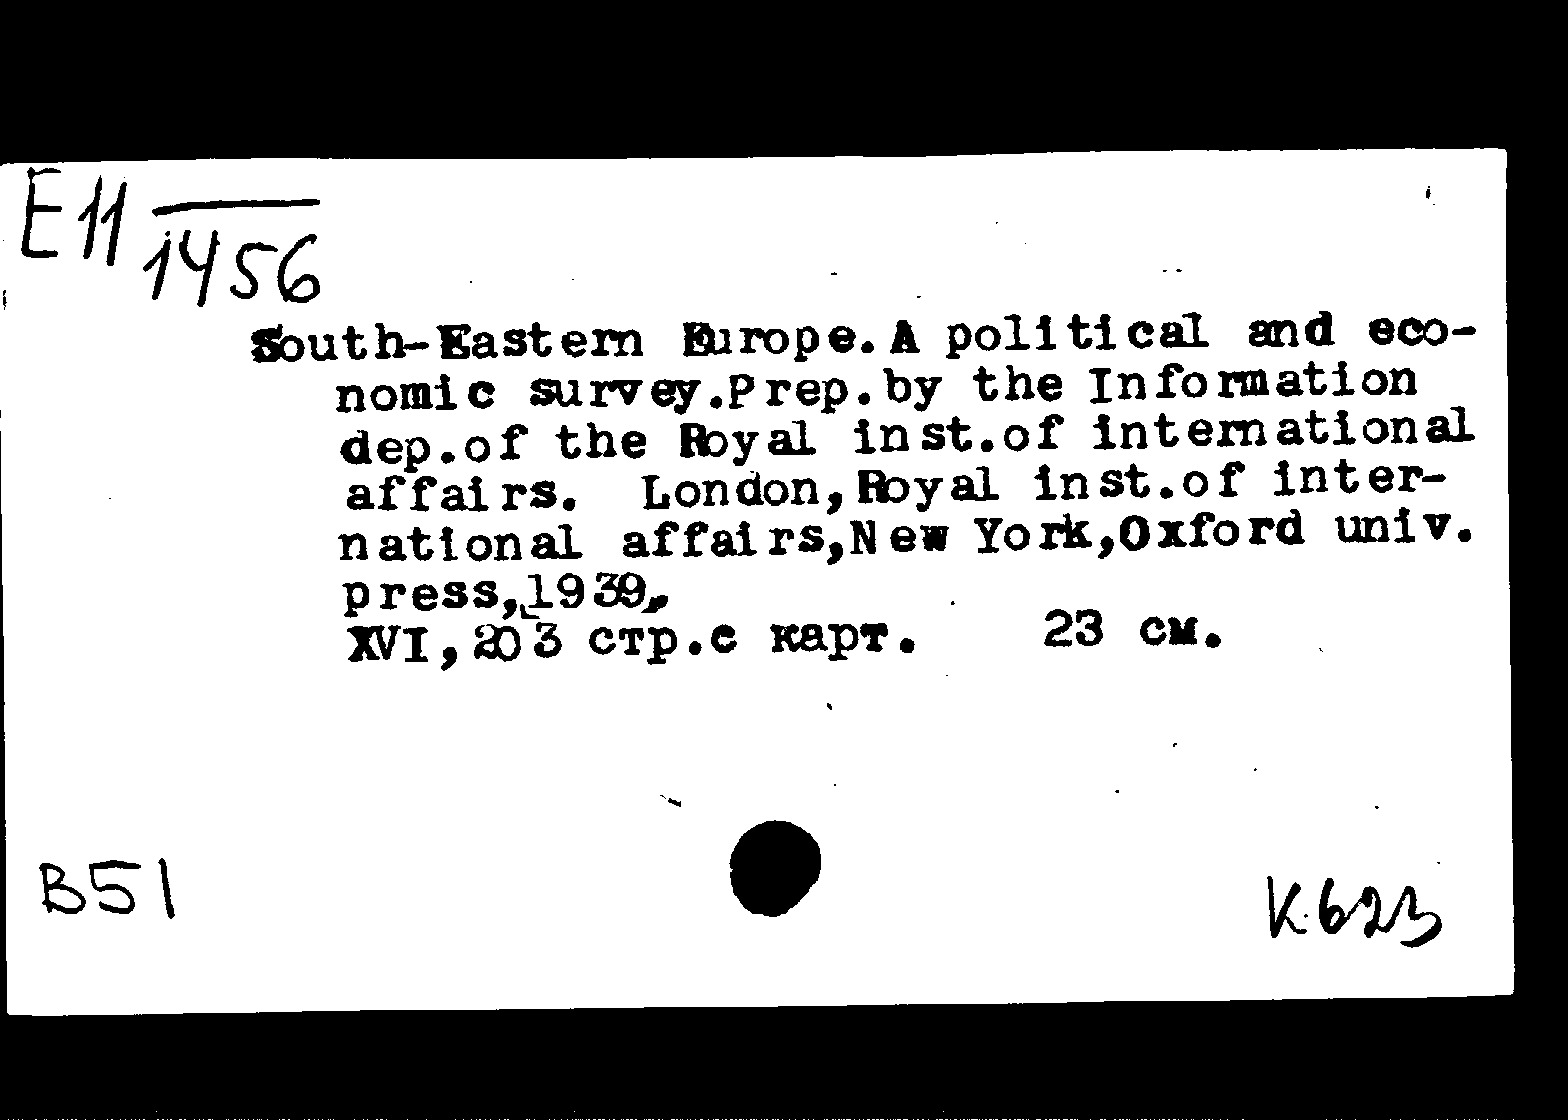 E11
1456
South-Eastern Europe.A political and eco-
nomic survey.Prep.by the Information
dep.of the Royal inst.of international
affairs. London,Royal inst.of inter-
national affairs,New York,Oxford univ.
press,1939.
XVI,203 стр.с карт. 23 см.
B51
К.623